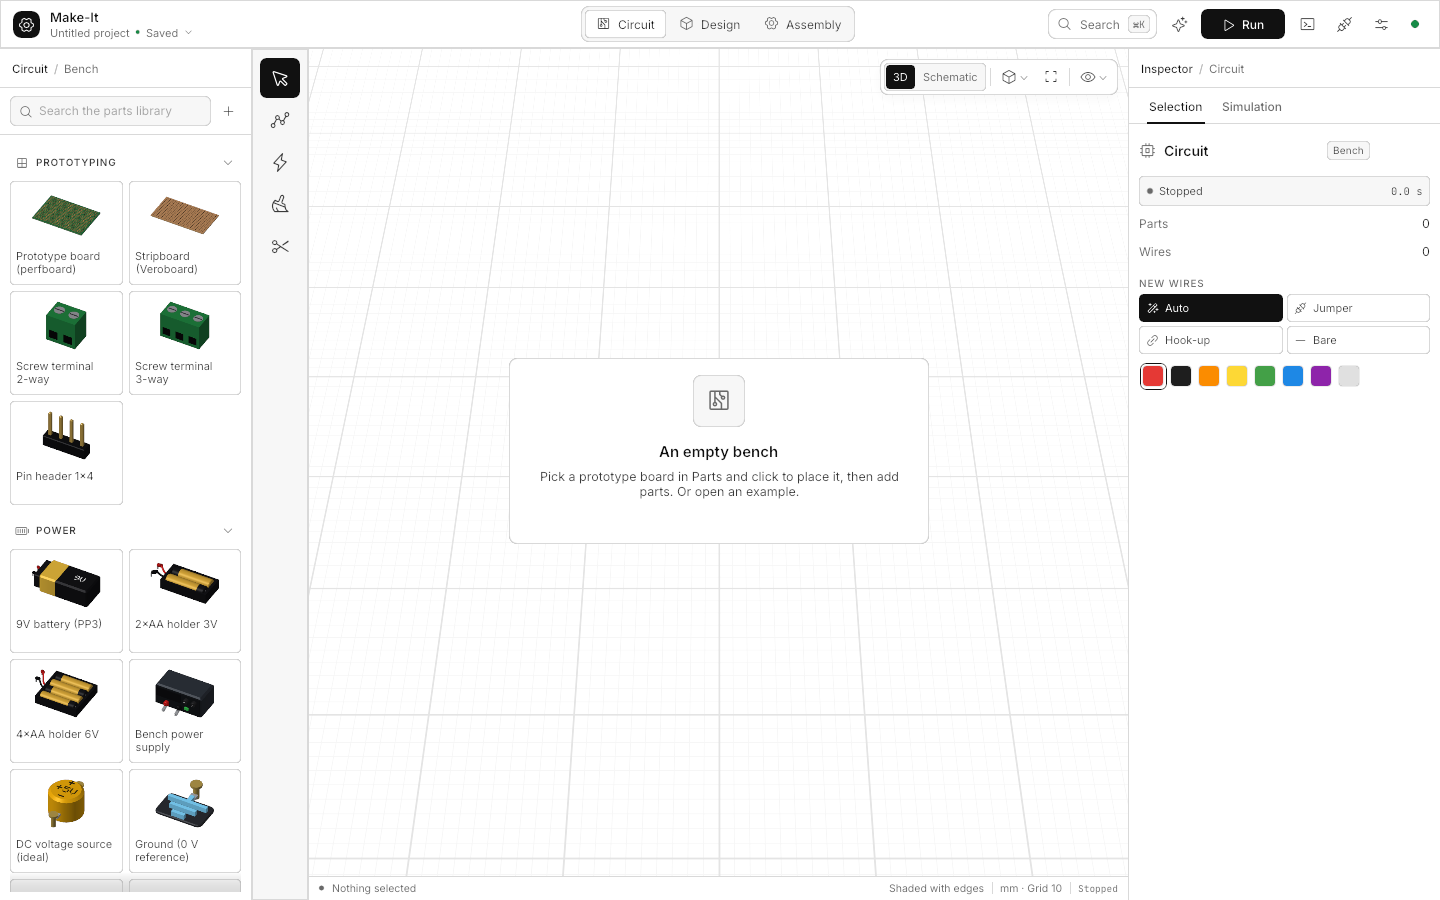 Make-It
Untitled project • Saved
Circuit
Design
Assembly
Search ⌘K
Run
Circuit / Bench
Search the parts library
PROTOTYPING
Prototype board
(perfboard)
Stripboard
(Veroboard)
Screw terminal
2-way
Screw terminal
3-way
Pin header 1×4
POWER
9V
9V battery (PP3)
2×AA holder 3V
4×AA holder 6V
Bench power
supply
+5V
DC voltage source
(ideal)
Ground (0 V
reference)
3D
Schematic
An empty bench
Pick a prototype board in Parts and click to place it, then add
parts. Or open an example.
Nothing selected
Shaded with edges
mm · Grid 10
Stopped
Inspector / Circuit
Selection
Simulation
Circuit
Bench
Stopped
0.0 s
Parts
0
Wires
0
NEW WIRES
Auto
Jumper
Hook-up
Bare